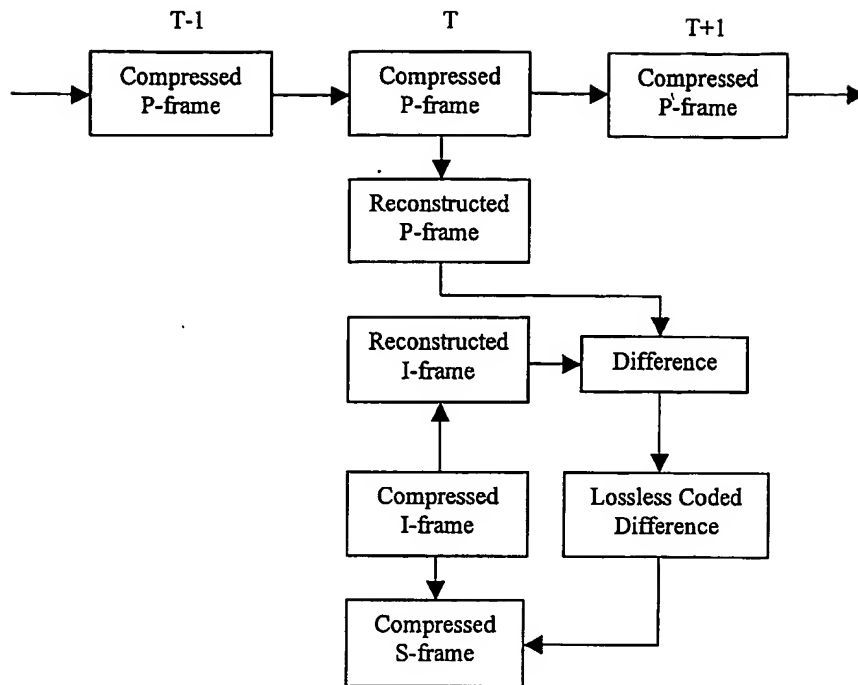 T-1
T
T+1
Compressed
P-frame
Compressed
P-frame
Compressed
P-frame
Reconstructed
P-frame
Reconstructed
I-frame
Difference
Compressed
I-frame
Lossless Coded
Difference
Compressed
S-frame